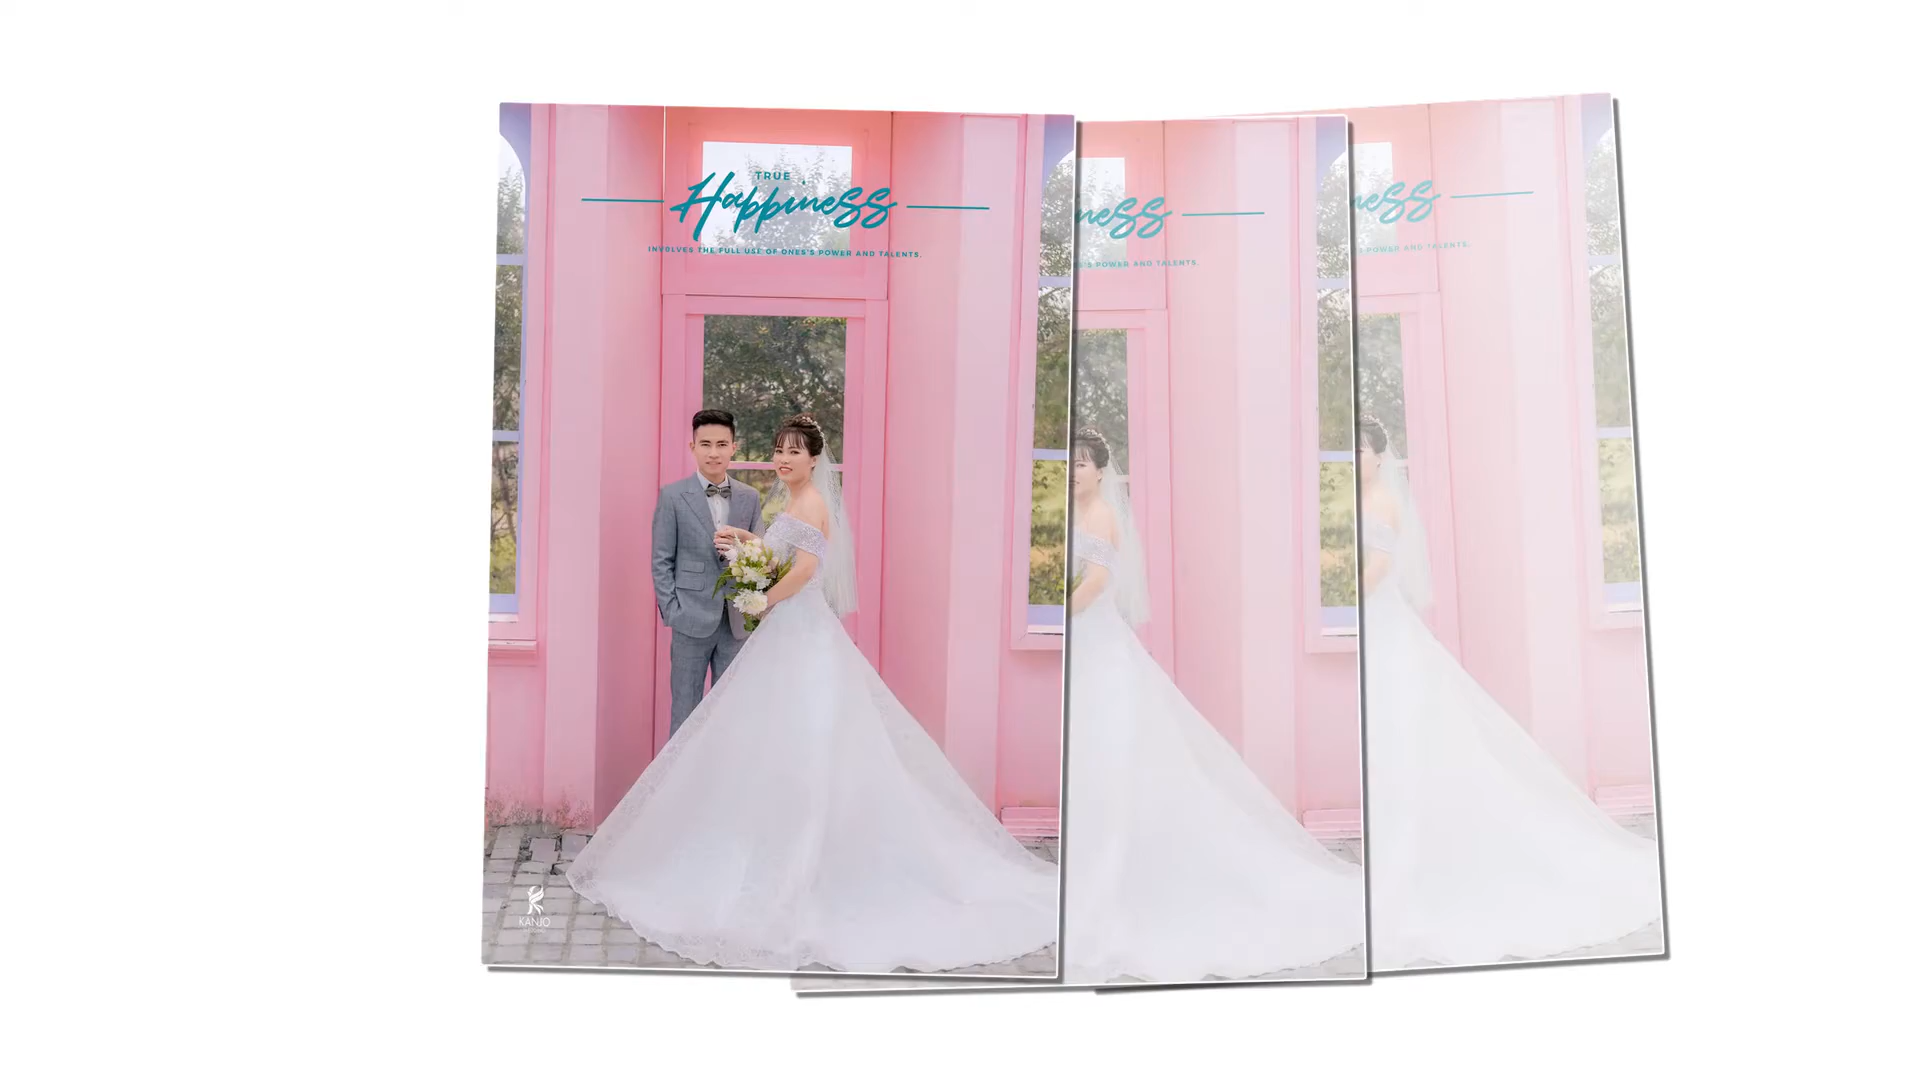 TRUE
Happiness
INVOLVES THE FULL USE OF ONES'S POWER AND TALENTS.
KANJO
ness
'S POWER AND TALENTS.
ness
S POWER AND TALENTS.